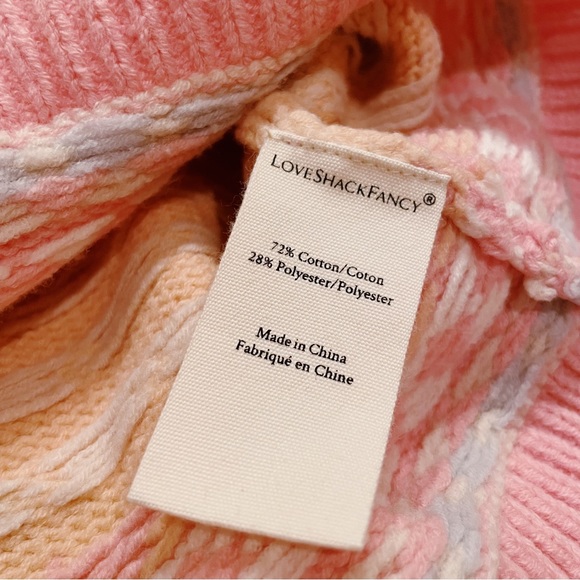 LOVESHACKFANCY®
72% Cotton/Coton
28% Polyester/Polyester
Made in China
Fabriqué en Chine